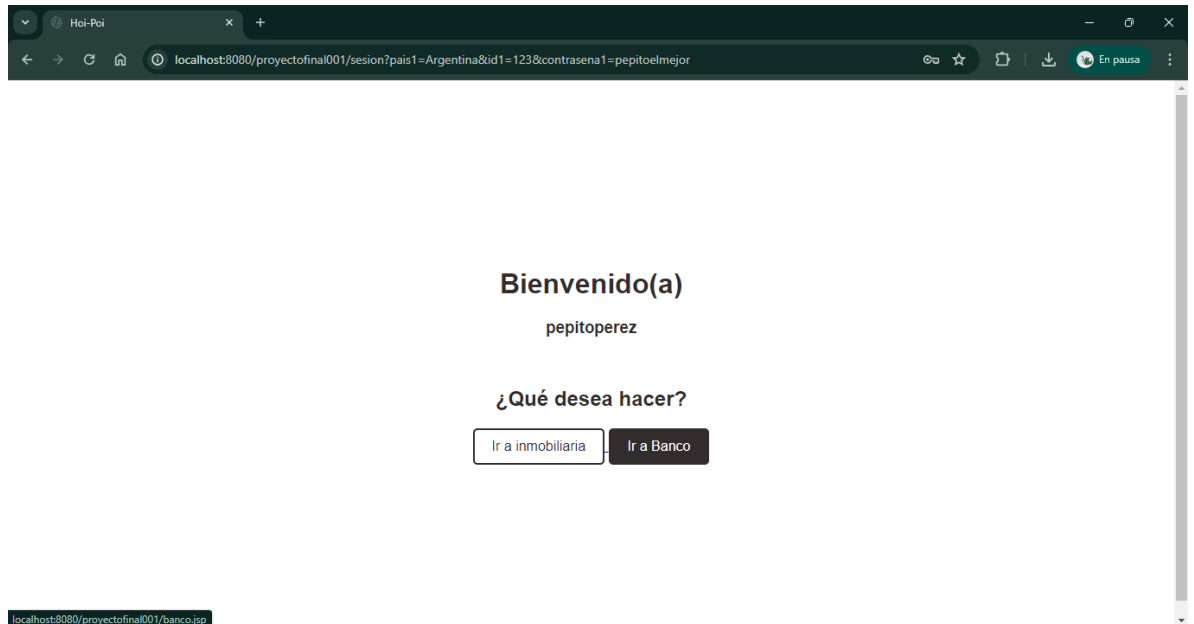 Hoi-Poi
localhost:8080/proyectofinal001/sesion?pais1=Argentina&id1=123&contrasena1=pepitoelmejor
En pausa
Bienvenido(a)
pepitoperez
¿Qué desea hacer?
Ir a inmobiliaria Ir a Banco
localhost:8080/proyectofinal001/banco.jsp